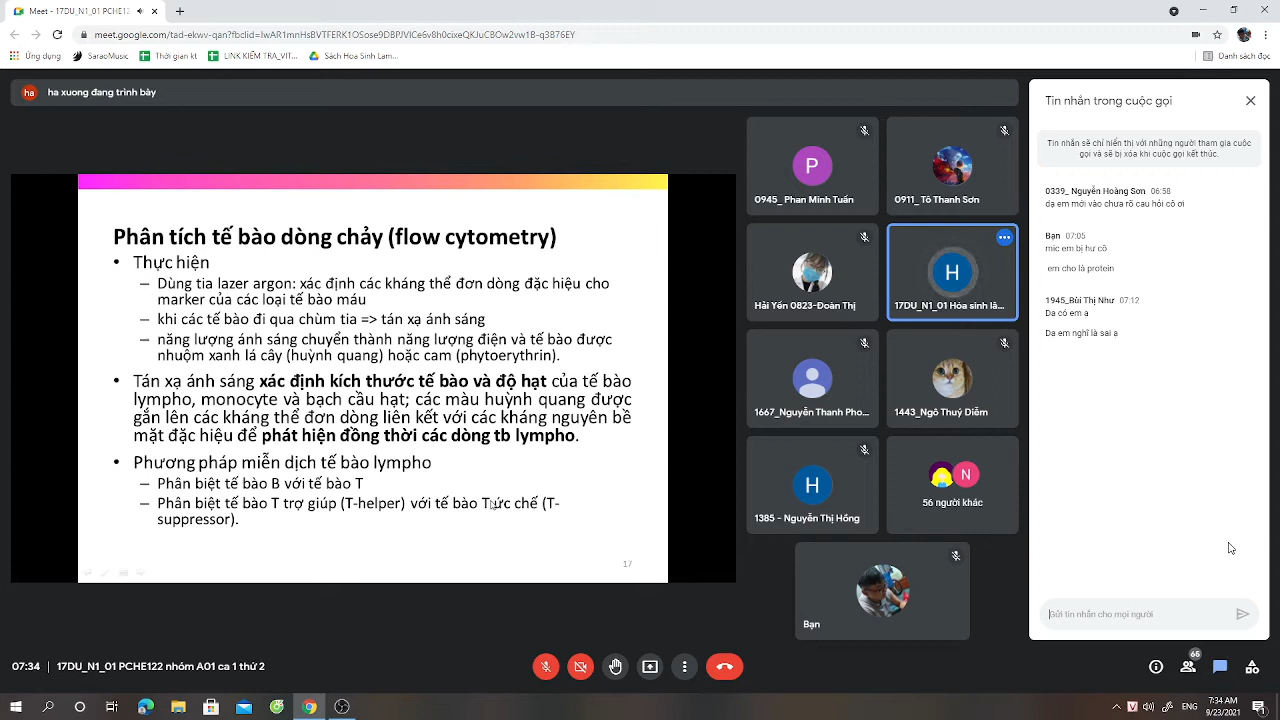 Meet - 17DU_N1_01 PCHE12
meet.google.com/tad-ekwv-qan?fbclid=IwAR1mnHsBVTFERK1OSose9D8PJViCe6v8h0cixeQKJuCBOw2vw1B-q3B76EY
Ứng dụng
SaraoMusic
Thời gian kt
LINK KIỂM TRA_VIT...
Sách Hoa Sinh Lam...
Danh sách đọc
ha
ha xuong đang trình bày
Phân tích tế bào dòng chảy (flow cytometry)
• Thực hiện
– Dùng tia lazer argon: xác định các kháng thể đơn dòng đặc hiệu cho
marker của các loại tế bào máu
– khi các tế bào đi qua chùm tia => tán xạ ánh sáng
– năng lượng ánh sáng chuyển thành năng lượng điện và tế bào được
nhuộm xanh lá cây (huỳnh quang) hoặc cam (phytoerythrin).
• Tán xạ ánh sáng xác định kích thước tế bào và độ hạt của tế bào
lympho, monocyte và bạch cầu hạt; các màu huỳnh quang được
gắn lên các kháng thể đơn dòng liên kết với các kháng nguyên bề
mặt đặc hiệu để phát hiện đồng thời các dòng tb lympho.
• Phương pháp miễn dịch tế bào lympho
– Phân biệt tế bào B với tế bào T
– Phân biệt tế bào T trợ giúp (T-helper) với tế bào T ức chế (T-
suppressor).
17
P
0945_ Phan Minh Tuấn
0911_ Tô Thanh Sơn
Hải Yến 0823-Đoàn Thị
H
17DU_N1_01 Hóa sinh lâ...
1667_Nguyễn Thanh Pho...
1443_Ngô Thuý Diễm
H
1385 - Nguyễn Thị Hồng
N
56 người khác
Bạn
Tin nhắn trong cuộc gọi
Tin nhắn sẽ chỉ hiển thị với những người tham gia cuộc
gọi và sẽ bị xóa khi cuộc gọi kết thúc.
0339_ Nguyễn Hoàng Sơn 06:58
dạ em mới vào chưa rõ cau hỏi cô ơi
Bạn 07:05
mic em bị hư cô
em cho là protein
1945_Bùi Thị Như 07:12
Dạ có em ạ
Dạ em nghĩ là sai ạ
Gửi tin nhắn cho mọi người
07:34 | 17DU_N1_01 PCHE122 nhóm A01 ca 1 thứ 2
65
7:34 AM
9/23/2021